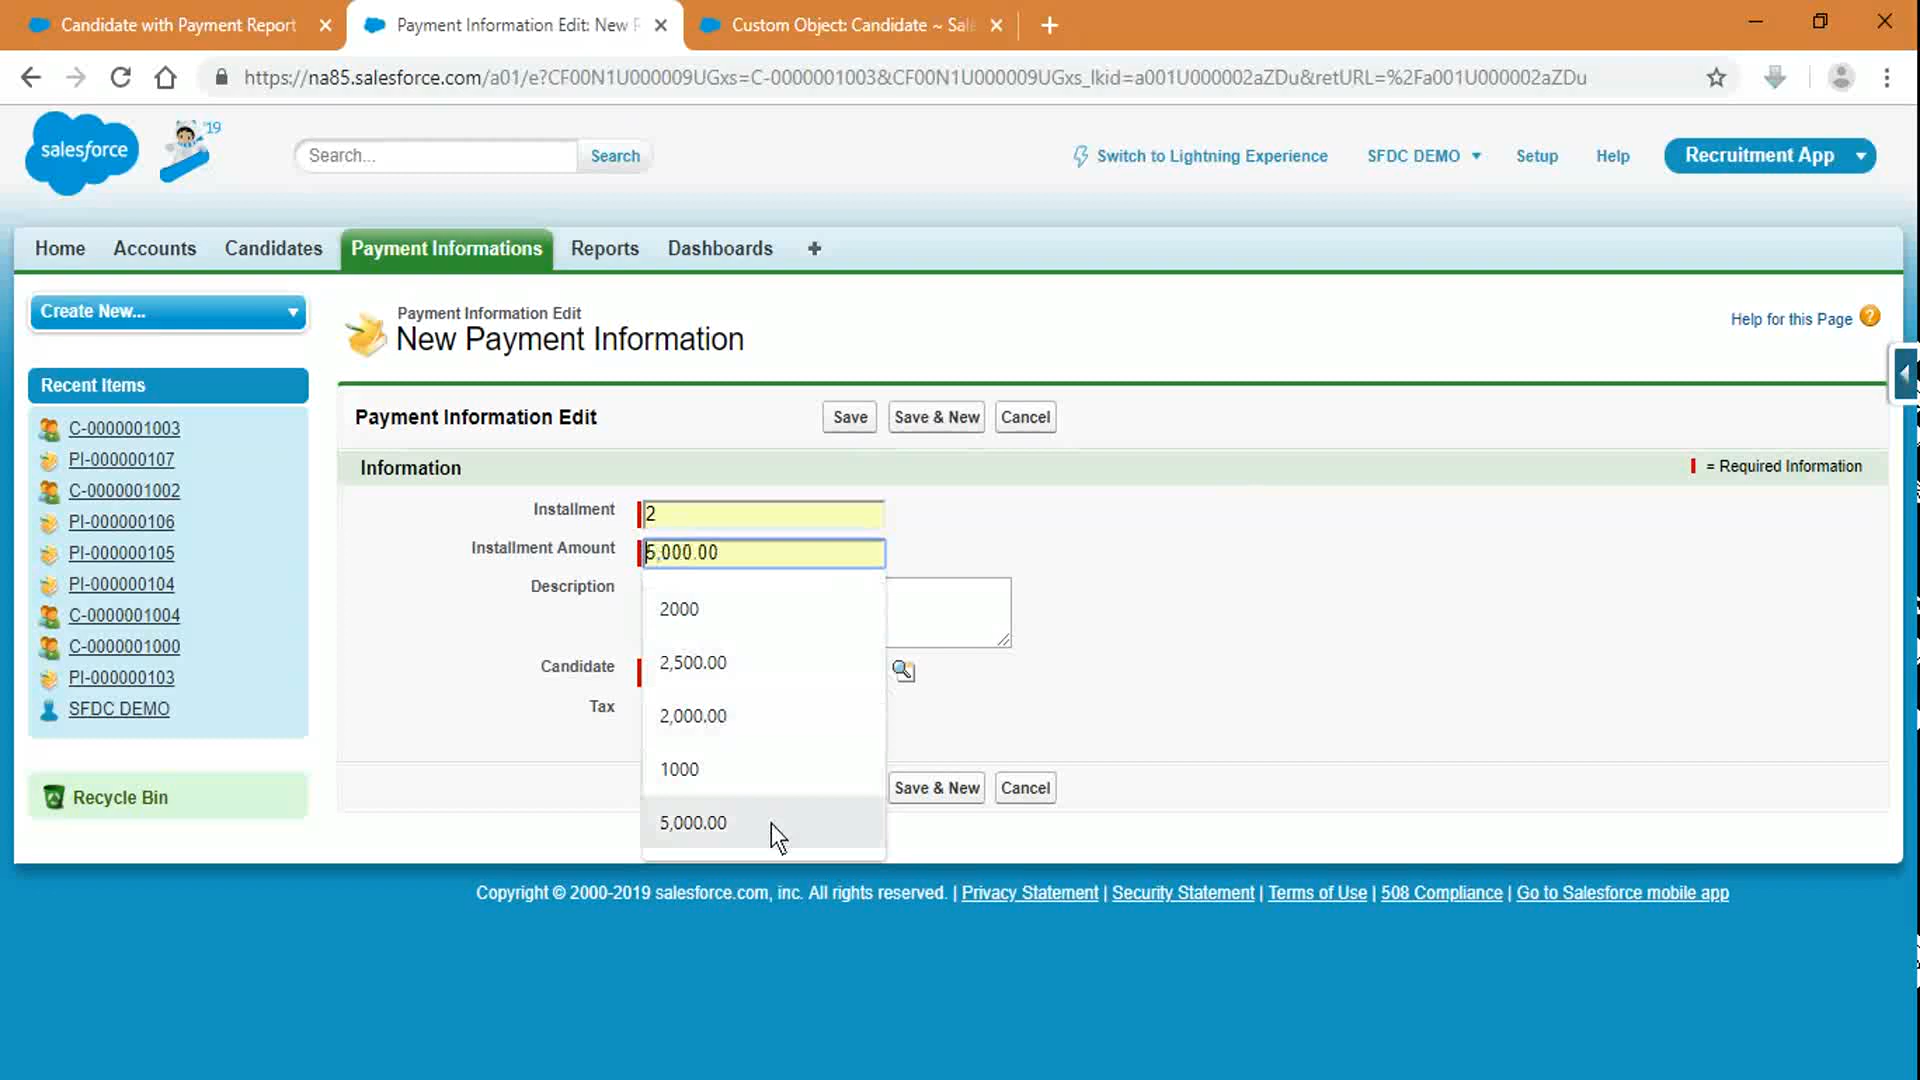 Candidate with Payment Report
Payment Information Edit: New
Custom Object: Candidate ~ Sal
https://na85.salesforce.com/a01/e?CF00N1U000009UGxs=C-0000001003&CF00N1U000009UGxs_lkid=a001U000002aZDu&retURL=%2Fa001U000002aZDu
salesforce
'19
Search...
Search
Switch to Lightning Experience
SFDC DEMO
Setup
Help
Recruitment App
Home
Accounts
Candidates
Payment Informations
Reports
Dashboards
+
Create New...
Recent Items
C-0000001003
PI-000000107
C-0000001002
PI-000000106
PI-000000105
PI-000000104
C-0000001004
C-0000001000
PI-000000103
SFDC DEMO
Recycle Bin
Payment Information Edit
New Payment Information
Help for this Page ?
Payment Information Edit
Save
Save & New
Cancel
Information
= Required Information
Installment
2
Installment Amount
5,000.00
Description
Candidate
Tax
2000
2,500.00
2,000.00
1000
5,000.00
Save & New
Cancel
Copyright © 2000-2019 salesforce.com, inc. All rights reserved. | Privacy Statement | Security Statement | Terms of Use | 508 Compliance | Go to Salesforce mobile app